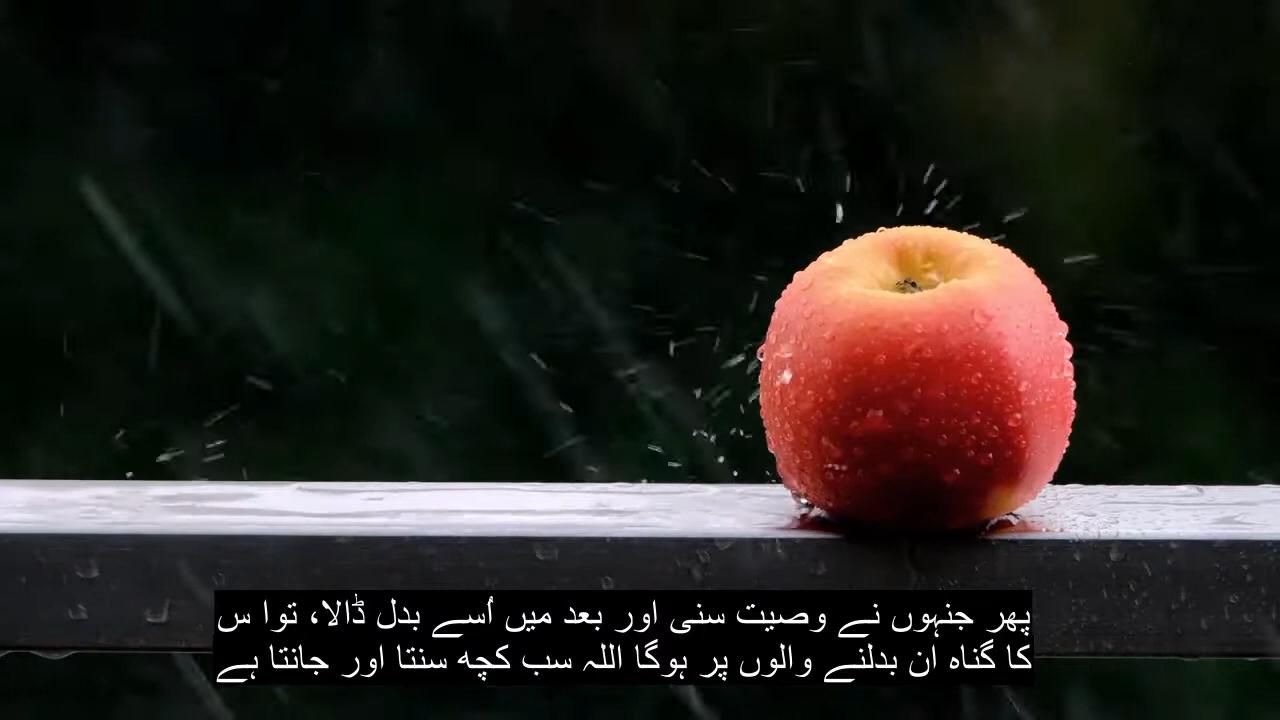 پھر جنہوں نے وصیت سنی اور بعد میں اُسے بدل ڈالا، توا س
کا گناہ ان بدلنے والوں پر ہوگا اللہ سب کچھ سنتا اور جانتا ہے